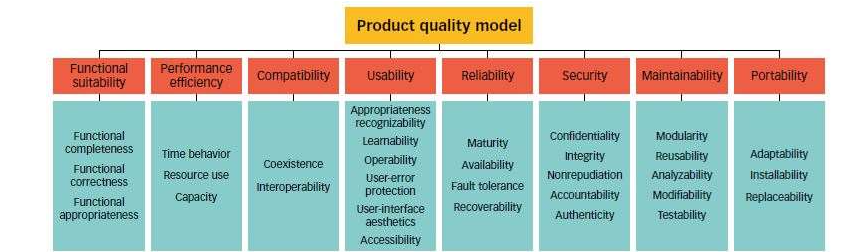 Product quality model
Functional
suitability
Performance
efficiency
Compatibility
Usability
Reliability
Security
Maintainability
Portability
Functional
completeness
Functional
correctness
Functional
appropriateness
Time behavior
Resource use
Capacity
Coexistence
Interoperability
Appropriateness
recognizability
Learnability
Operability
User-error
protection
User-interface
aesthetics
Accessibility
Maturity
Availability
Fault tolerance
Recoverability
Confidentiality
Integrity
Nonrepudiation
Accountability
Authenticity
Modularity
Reusability
Analyzability
Modifiability
Testability
Adaptability
Installability
Replaceability